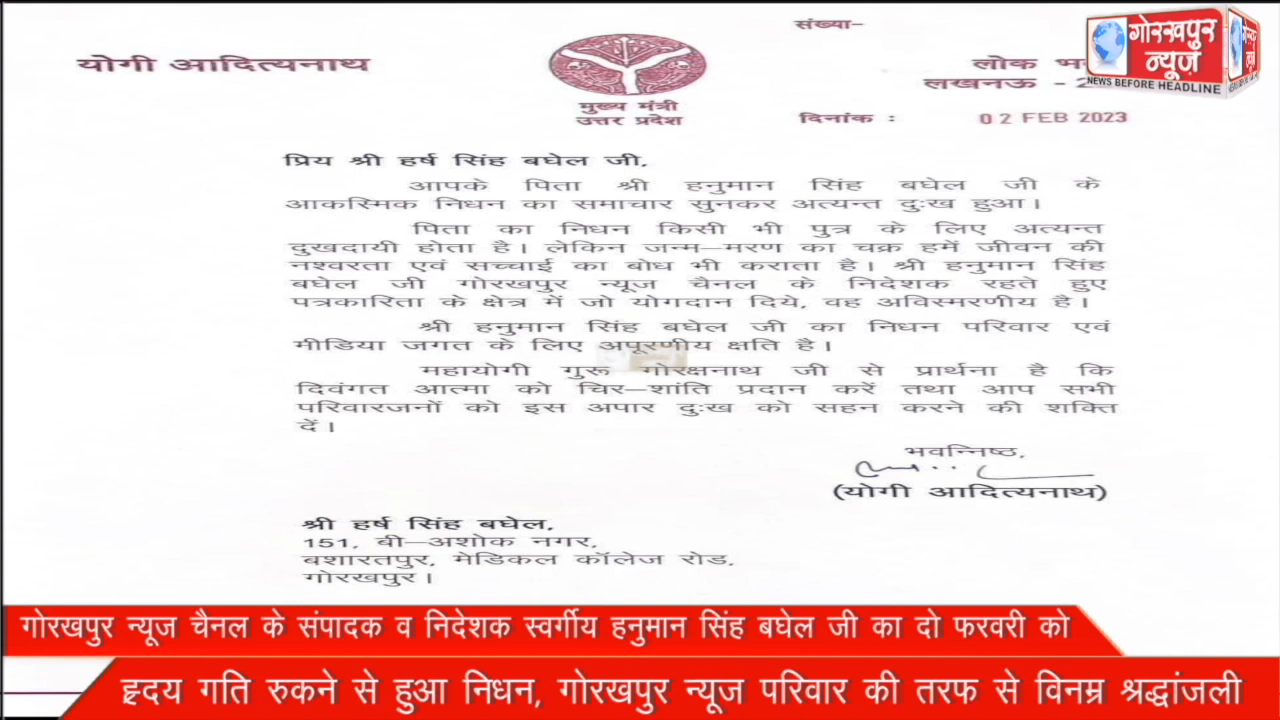 संख्या–
योगी आदित्यनाथ
मुख्य मंत्री
उत्तर प्रदेश
लोक
लखनऊ -
गोरखपुर
न्यूज़
NEWS BEFORE HEADLINE
दिनांक : 02 FEB 2023
प्रिय श्री हर्ष सिंह बघेल जी,
आपके पिता श्री हनुमान सिंह बघेल जी के
आकस्मिक निधन का समाचार सुनकर अत्यन्त दुःख हुआ।
पिता का निधन किसी भी पुत्र के लिए अत्यन्त
दुखदायी होता है। लेकिन जन्म–मरण का चक्र हमें जीवन की
नश्वरता एवं सच्चाई का बोध भी कराता है। श्री हनुमान सिंह
बघेल जी गोरखपुर न्यूज चैनल के निदेशक रहते हुए
पत्रकारिता के क्षेत्र में जो योगदान दिये, वह अविस्मरणीय है।
श्री हनुमान सिंह बघेल जी का निधन परिवार एवं
मीडिया जगत के लिए अपूरणीय क्षति है।
महायोगी गुरू गोरक्षनाथ जी से प्रार्थना है कि
दिवंगत आत्मा को चिर–शांति प्रदान करें तथा आप सभी
परिवारजनों को इस अपार दुःख को सहन करने की शक्ति
दें।
भवन्निष्ठ,
(योगी आदित्यनाथ)
श्री हर्ष सिंह बघेल,
151, बी–अशोक नगर,
बशारतपुर, मेडिकल कॉलेज रोड,
गोरखपुर।
गोरखपुर न्यूज चैनल के संपादक व निदेशक स्वर्गीय हनुमान सिंह बघेल जी का दो फरवरी को
ह्रदय गति रुकने से हुआ निधन, गोरखपुर न्यूज परिवार की तरफ से विनम्र श्रद्धांजली